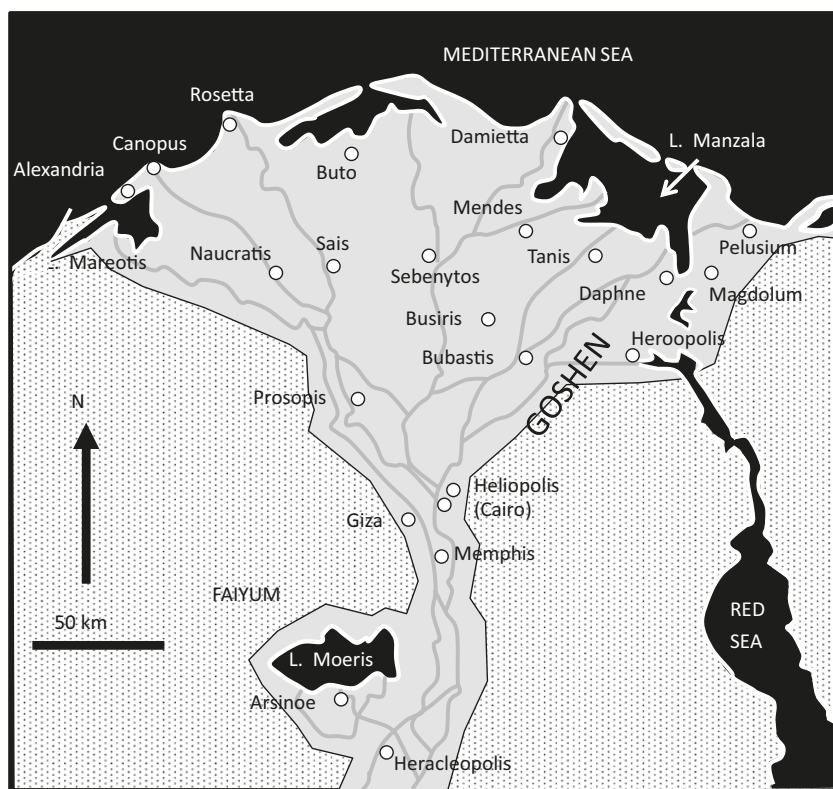 MEDITERRANEAN SEA
Rosetta
Canopus
Damietta
L. Manzala
Alexandria
Buto
Mendes
Pelusium
Mareotis
Naucratis
Sais
Sebenytos
Tanis
Daphne
Magdolum
Busiris
Heroopolis
Bubastis
GOSHEN
Prosopis
N
Heliopolis
(Cairo)
Giza
Memphis
FAIYUM
50 km
RED
SEA
L. Moeris
Arsinoe
Heracleopolis